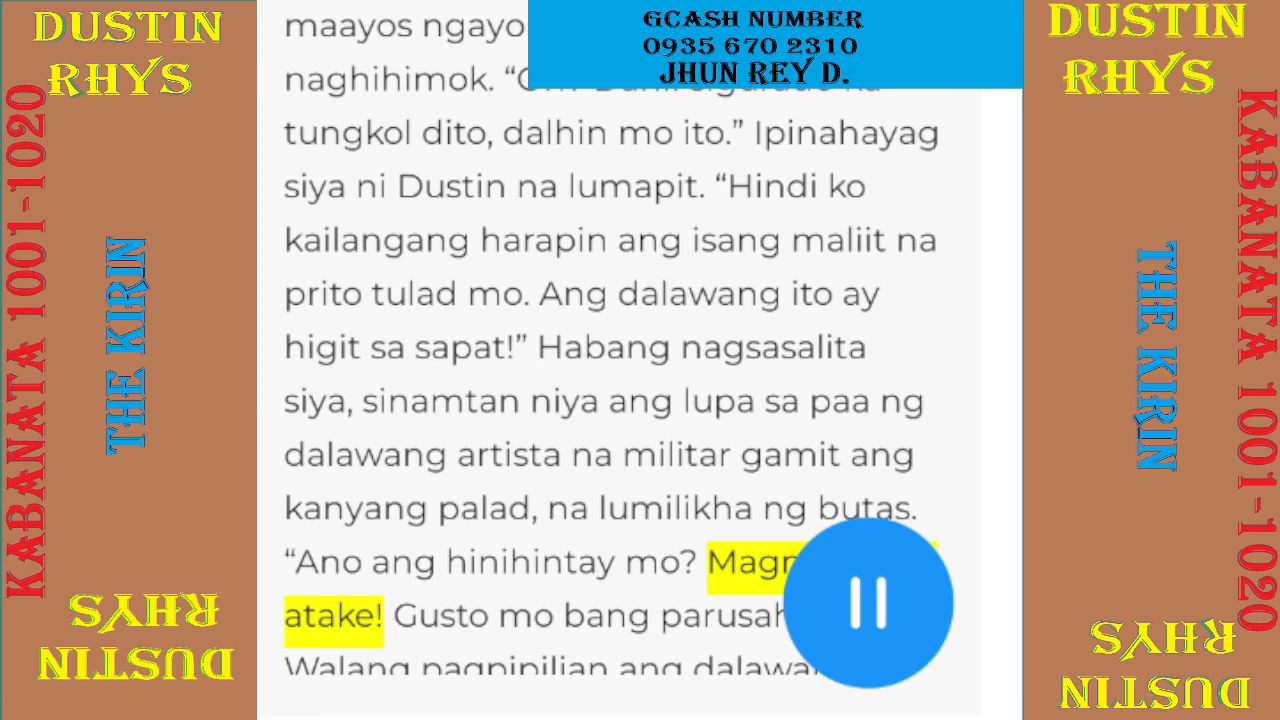 DUSTIN
RHYS
KABANATA 1001-1020
THE KIRIN
DUSTIN
RHYS
GCASH NUMBER
0935 670 2310
JHUN REY D.
maayos ngayo
naghihimok.
tungkol dito, dalhin mo ito.” Ipinahayag
siya ni Dustin na lumapit. “Hindi ko
kailangang harapin ang isang maliit na
prito tulad mo. Ang dalawang ito ay
higit sa sapat!” Habang nagsasalita
siya, sinamtan niya ang lupa sa paa ng
dalawang artista na militar gamit ang
kanyang palad, na lumilikha ng butas.
“Ano ang hinihintay mo?
atake! Gusto mo bang
Walang nagpipilian ang
DUSTIN
RHYS
KABANATA 1001-1020
THE KIRIN
DUSTIN
RHYS